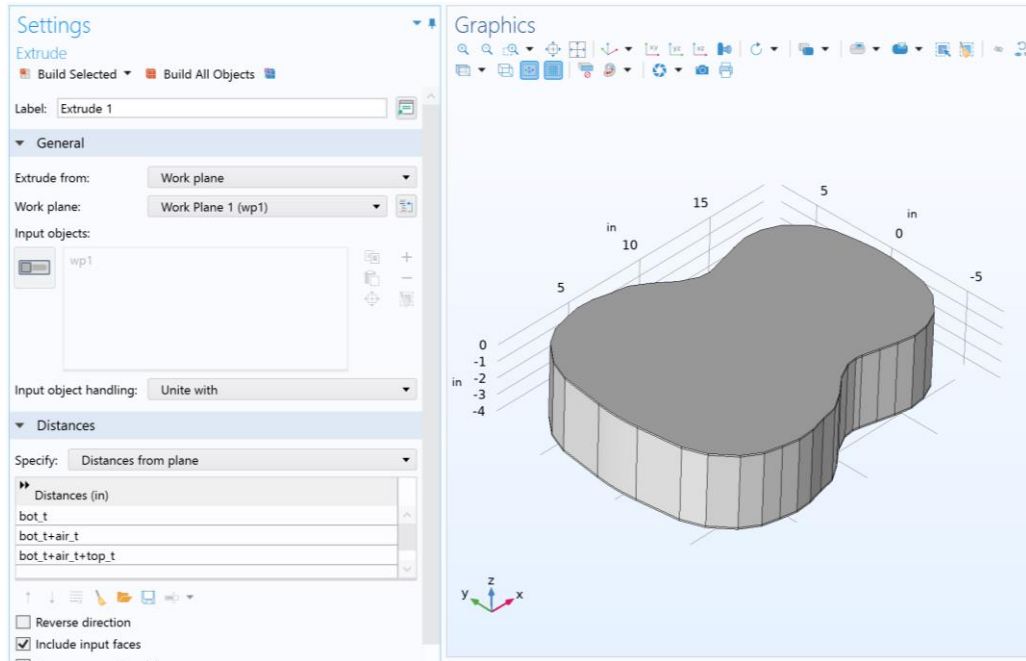 Settings
Extrude
Build Selected Build All Objects
Label: Extrude 1
General
Extrude from: Work plane
Work plane: Work Plane 1 (wp1)
Input objects:
wp1
Input object handling: Unite with
Distances
Specify: Distances from plane
Distances (in)
bot_t
bot_t+air_t
bot_t+air_t+top_t
Reverse direction
Include input faces
Graphics
xy yz xz
5
15
in
in
10
0
5
-5
0
-1
in -2
-3
-4
z
y x